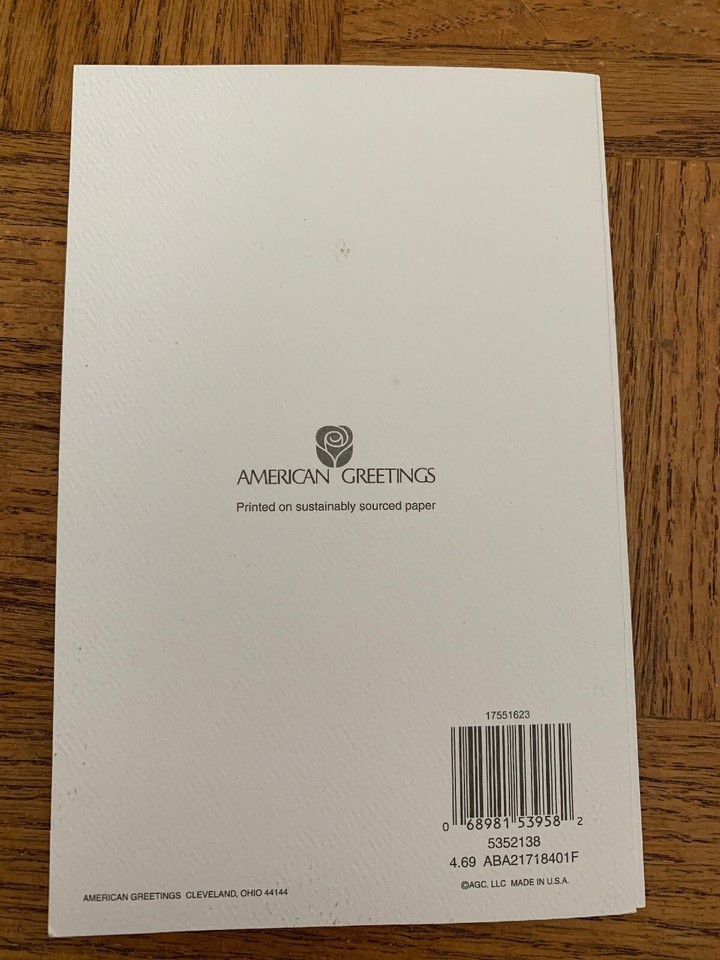 AMERICAN GREETINGS
Printed on sustainably sourced paper
17551623
0 68981 53958 2
5352138
4.69 ABA21718401F
©AGC, LLC MADE IN U.S.A.
AMERICAN GREETINGS CLEVELAND, OHIO 44144